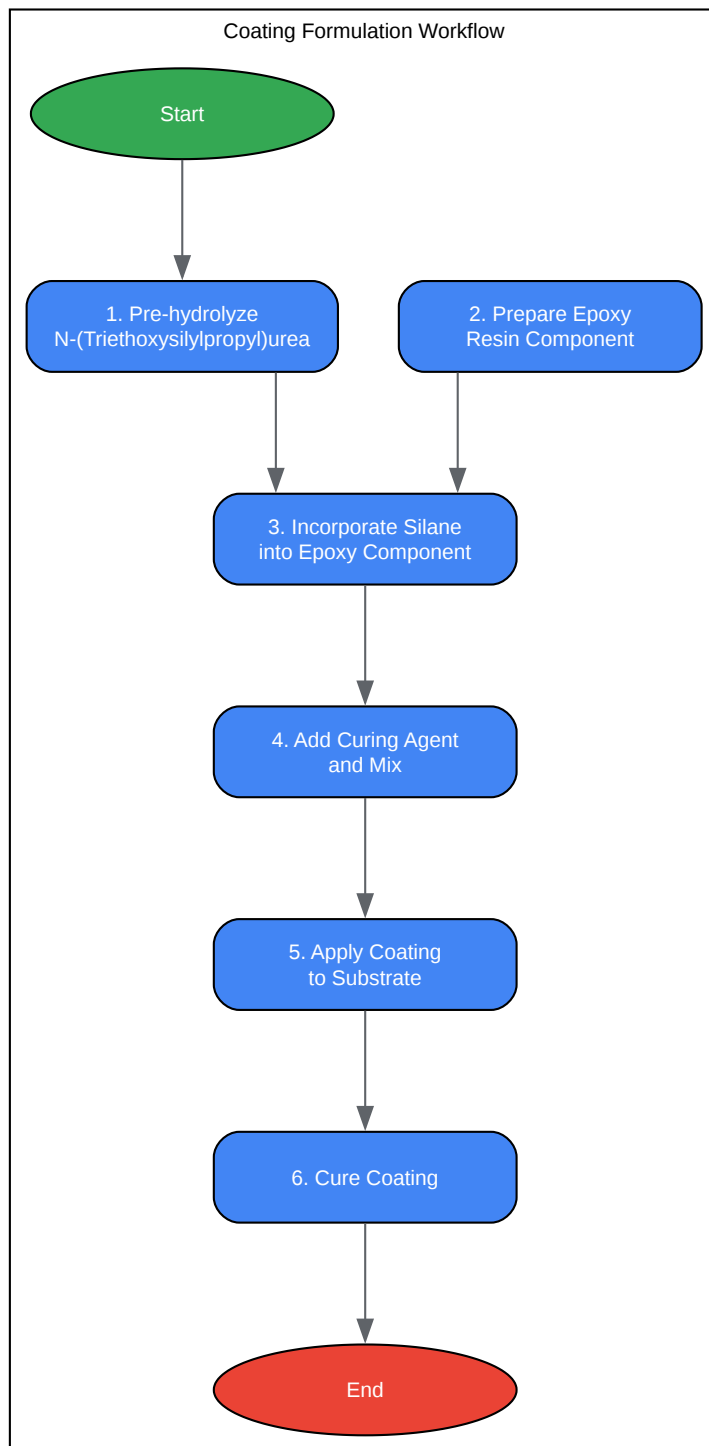 Coating Formulation Workflow
Start
1. Pre-hydrolyze
N-(Triethoxysilylpropyl)urea
2. Prepare Epoxy
Resin Component
3. Incorporate Silane
into Epoxy Component
4. Add Curing Agent
and Mix
5. Apply Coating
to Substrate
6. Cure Coating
End